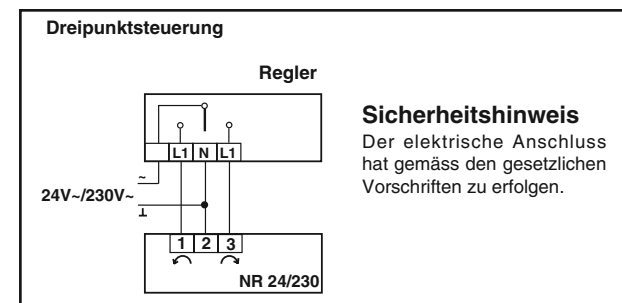 Dreipunktsteuerung
Regler
L1 N L1
~
24V~/230V~
⊥
1 2 3
NR 24/230
Sicherheitshinweis
Der elektrische Anschluss
hat gemäss den gesetzlichen
Vorschriften zu erfolgen.